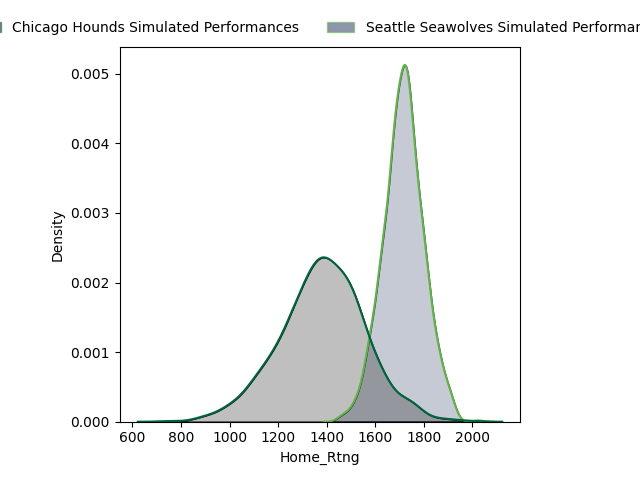 Chicago Hounds Simulated Performances
Seattle Seawolves Simulated
0.005
0.004
0.003
0.002
0.001
0.000
Density
600 800 1000 1200 1400 1600 1800 2000
Home_Rtng